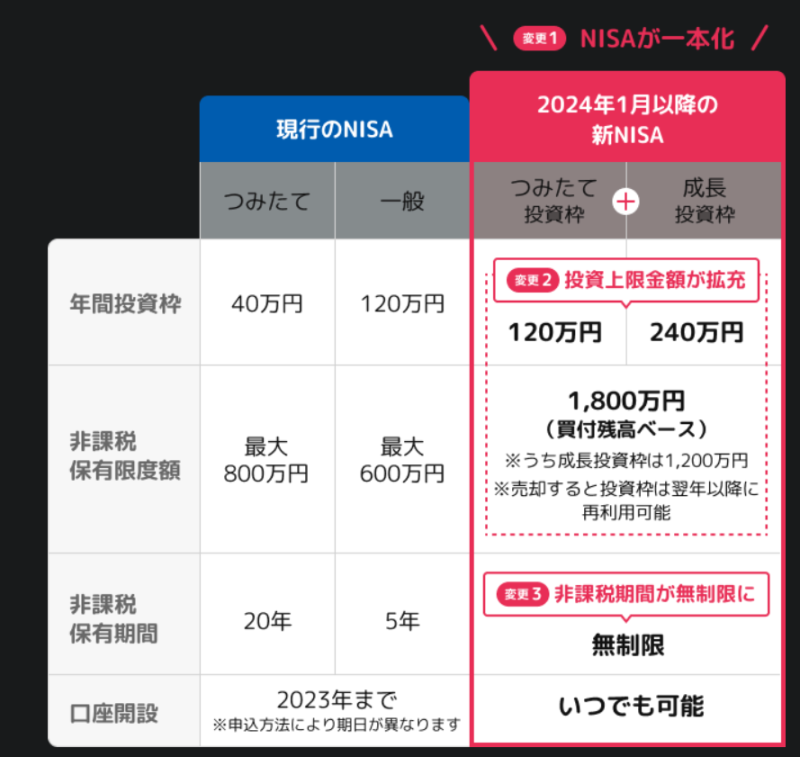 変更1 NISAが一本化
現行のNISA
2024年1月以降の
新NISA
つみたて
一般
つみたて
投資枠
+
成長
投資枠
年間投資枠
40万円
120万円
変更2 投資上限金額が拡充
120万円
240万円
非課税
保有限度額
最大
800万円
最大
600万円
1,800万円
（買付残高ベース）
※うち成長投資枠は1,200万円
※売却すると投資枠は翌年以降に
再利用可能
非課税
保有期間
20年
5年
変更3 非課税期間が無制限に
無制限
口座開設
2023年まで
※申込方法により期日が異なります
いつでも可能